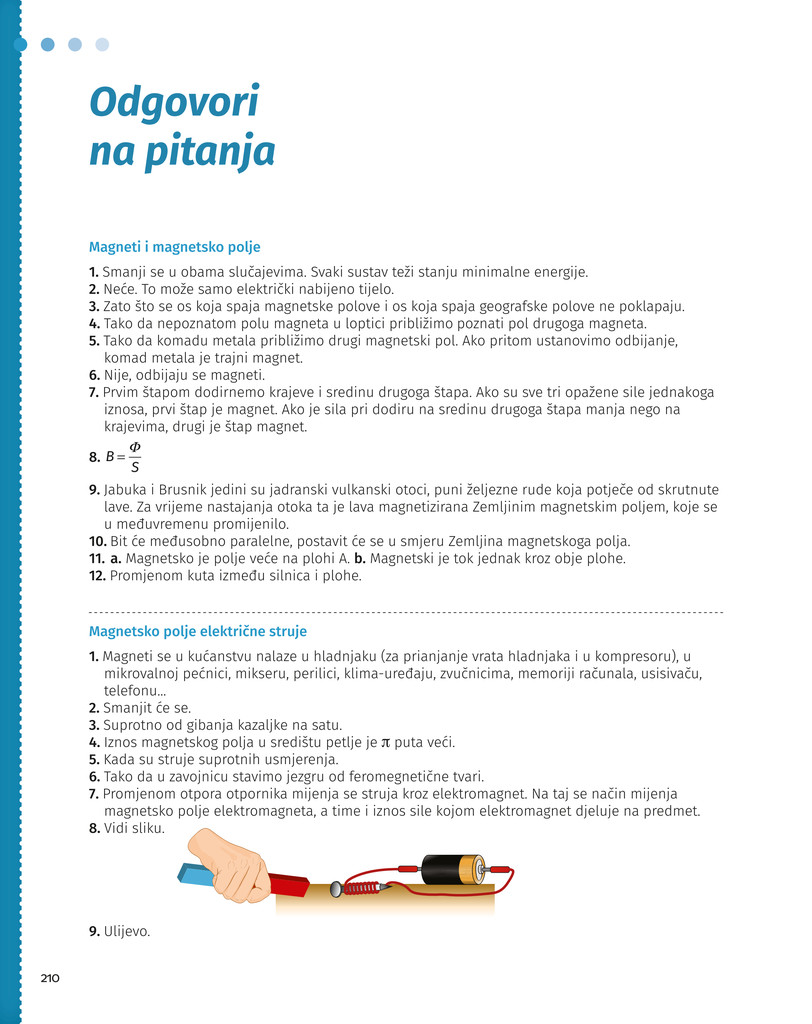 Odgovori
na pitanja
Magneti i magnetsko polje
1. Smanji se u obama slučajevima. Svaki sustav teži stanju minimalne energije.
2. Neće. To može samo električki nabijeno tijelo.
3. Zato što se os koja spaja magnetske polove i os koja spaja geografske polove ne poklapaju.
4. Tako da nepoznatom polu magneta u loptici približimo poznati pol drugoga magneta.
5. Tako da komadu metala približimo drugi magnetski pol. Ako pritom ustanovimo odbijanje,
komad metala je trajni magnet.
6. Nije, odbijaju se magneti.
7. Prvim štapom dodirnemo krajeve i sredinu drugoga štapa. Ako su sve tri opažene sile jednakoga
iznosa, prvi štap je magnet. Ako je sila pri dodiru na sredinu drugoga štapa manja nego na
krajevima, drugi je štap magnet.
8. B = Φ/S
9. Jabuka i Brusnik jedini su jadranski vulkanski otoci, puni željezne rude koja potječe od skrutnute
lave. Za vrijeme nastajanja otoka ta je lava magnetizirana Zemljinim magnetskim poljem, koje se
u međuvremenu promijenilo.
10. Bit će međusobno paralelne, postavit će se u smjeru Zemljina magnetskoga polja.
11. a. Magnetsko je polje veće na plohi A. b. Magnetski je tok jednak kroz obje plohe.
12. Promjenom kuta između silnica i plohe.
Magnetsko polje električne struje
1. Magneti se u kućanstvu nalaze u hladnjaku (za prianjanje vrata hladnjaka i u kompresoru), u
mikrovalnoj pećnici, mikseru, perilici, klima-uređaju, zvučnicima, memoriji računala, usisivaču,
telefonu...
2. Smanjit će se.
3. Suprotno od gibanja kazaljke na satu.
4. Iznos magnetskog polja u središtu petlje je π puta veći.
5. Kada su struje suprotnih usmjerenja.
6. Tako da u zavojnicu stavimo jezgru od feromegnetične tvari.
7. Promjenom otpora otpornika mijenja se struja kroz elektromagnet. Na taj se način mijenja
magnetsko polje elektromagneta, a time i iznos sile kojom elektromagnet djeluje na predmet.
8. Vidi sliku.
9. Ulijevo.
210